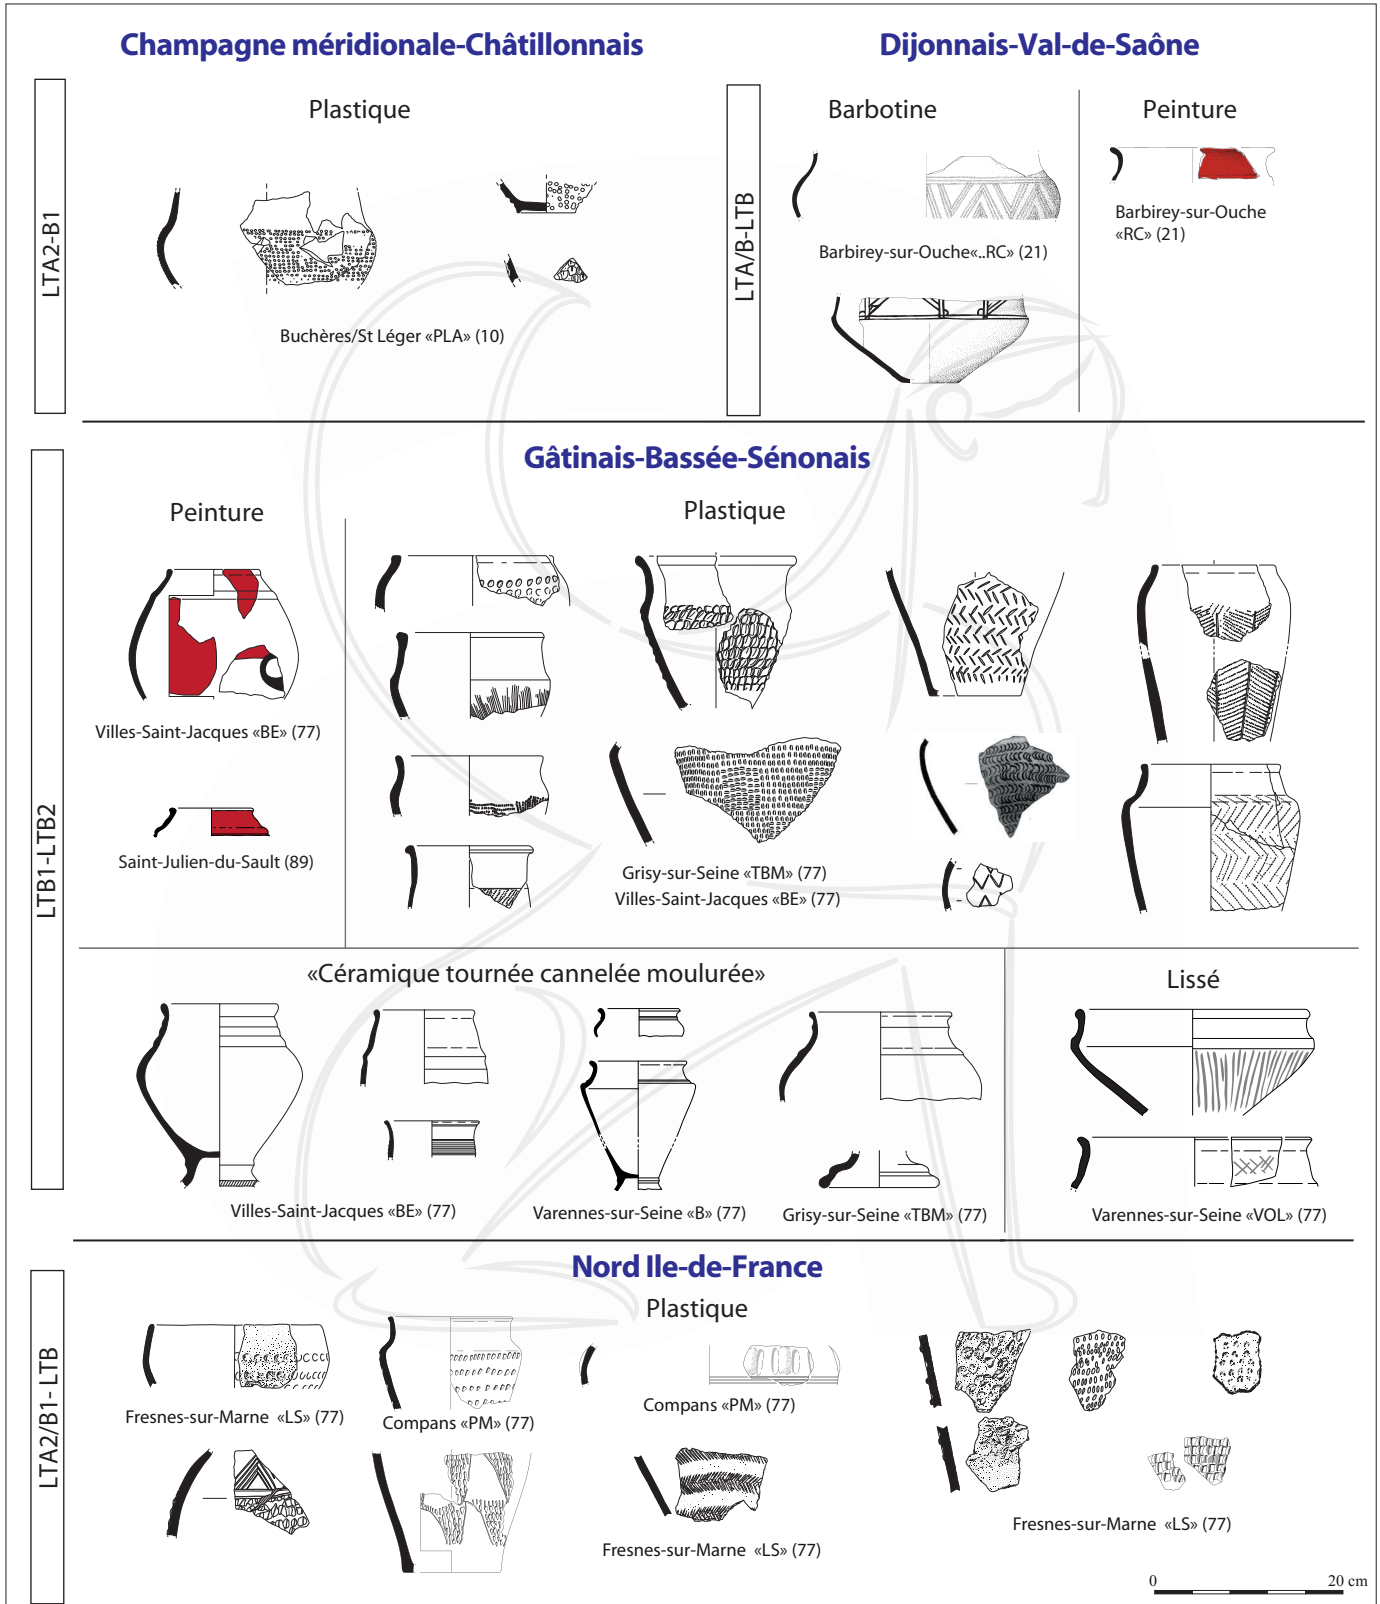 Champagne méridionale-Châtillonnais
Dijonnais-Val-de-Saône
LTA2-B1
Plastique
Buchères/St Léger «PLA» (10)
LTA/B-LTB
Barbotine
Barbirey-sur-Ouche«..RC» (21)
Peinture
Barbirey-sur-Ouche
«RC» (21)
Gâtinais-Bassée-Sénonais
LTB1-LTB2
Peinture
Villes-Saint-Jacques «BE» (77)
Saint-Julien-du-Sault (89)
Plastique
Grisy-sur-Seine «TBM» (77)
Villes-Saint-Jacques «BE» (77)
«Céramique tournée cannelée moulurée»
Villes-Saint-Jacques «BE» (77)
Varennes-sur-Seine «B» (77)
Grisy-sur-Seine «TBM» (77)
Lissé
Varennes-sur-Seine «VOL» (77)
Nord Ile-de-France
LTA2/B1- LTB
Plastique
Fresnes-sur-Marne «LS» (77)
Compans «PM» (77)
Compans «PM» (77)
Fresnes-sur-Marne «LS» (77)
Fresnes-sur-Marne «LS» (77)
0 20 cm